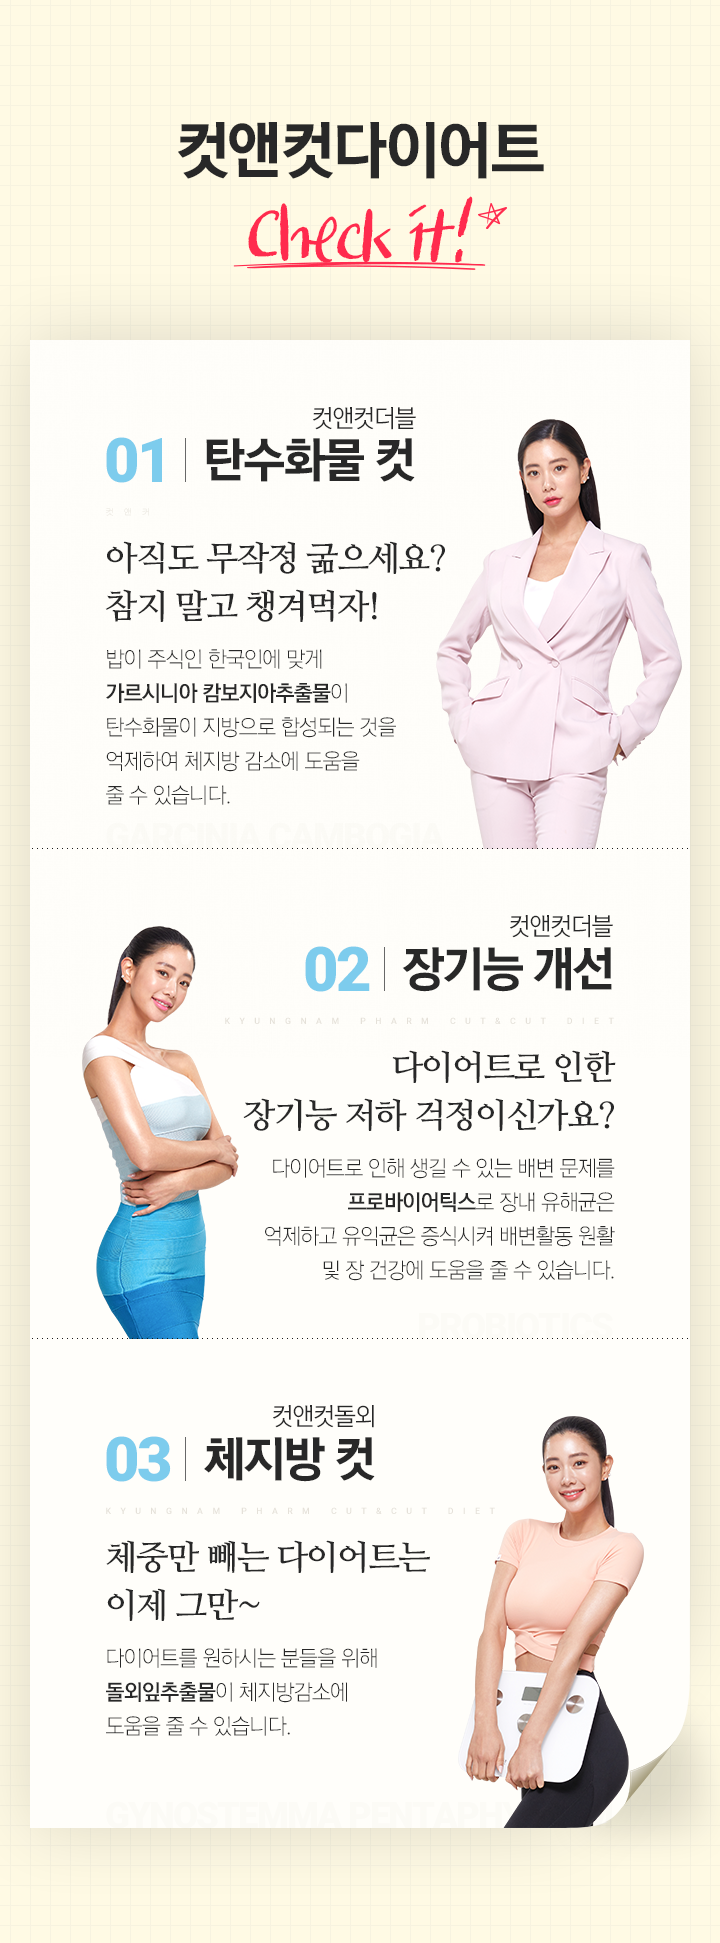 컷앤컷다이어트
Check it!
컷앤컷더블
01 탄수화물 컷
아직도 무작정 굶으세요?
참지 말고 챙겨먹자!
밥이 주식인 한국인에 맞게
가르시니아 캄보지아추출물이
탄수화물이 지방으로 합성되는 것을
억제하여 체지방 감소에 도움을
줄 수 있습니다.
GARCINIA CAMBOGIA
컷앤컷더블
02 장기능 개선
KYUNGNAM PHARM CUT&CUT DIET
다이어트로 인한
장기능 저하 걱정이신가요?
다이어트로 인해 생길 수 있는 배변 문제를
프로바이어틱스로 장내 유해균은
억제하고 유익균은 증식시켜 배변활동 원활
및 장 건강에 도움을 줄 수 있습니다.
PROBIOTICS
컷앤컷돌외
03 체지방 컷
KYUNGNAM PHARM CUT&CUT DIET
체중만 빼는 다이어트는
이제 그만~
다이어트를 원하시는 분들을 위해
돌외잎추출물이 체지방감소에
도움을 줄 수 있습니다.
GYNOSTEMMA PENTAPH